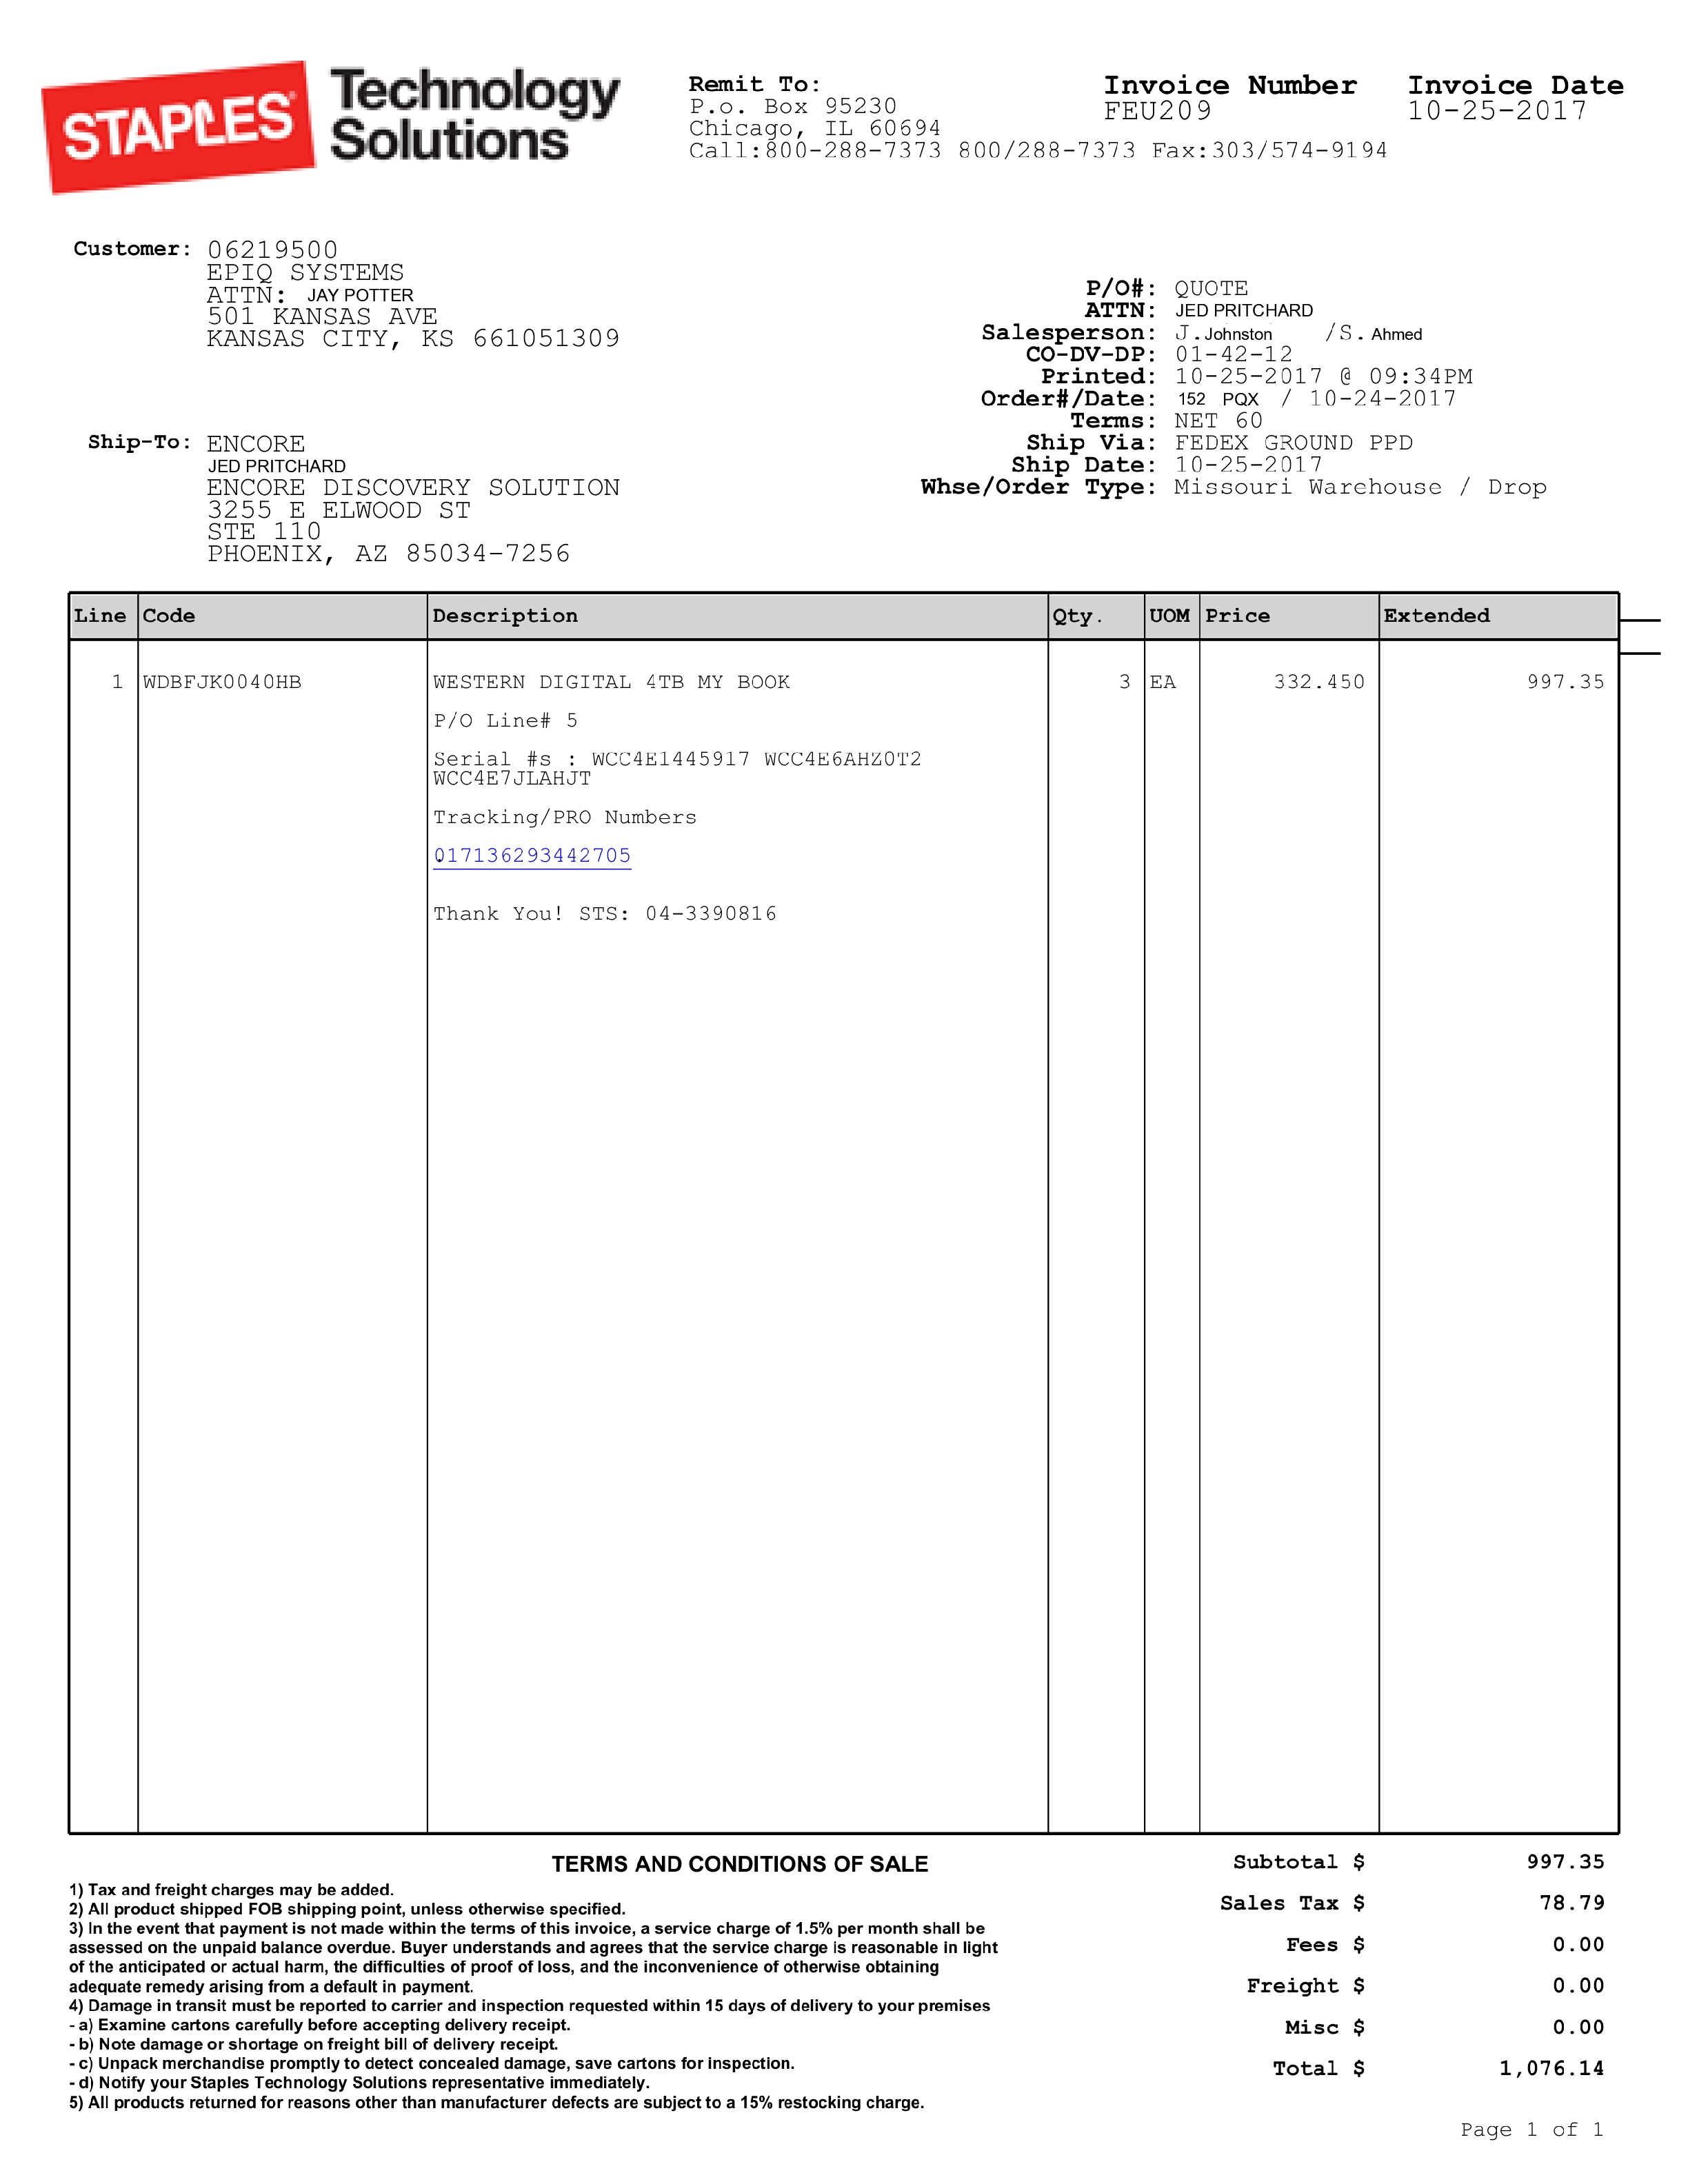 STAPLES Technology
Solutions
Remit To:
P.o. Box 95230
Chicago, IL 60694
Call:800-288-7373 800/288-7373 Fax:303/574-9194
Invoice Number Invoice Date
FEU209 10-25-2017
Customer: 06219500
EPIQ SYSTEMS
ATTN: JAY POTTER
501 KANSAS AVE
KANSAS CITY, KS 661051309
P/O#: QUOTE
ATTN: JED PRITCHARD
Salesperson: J.Johnston /S. Ahmed
CO-DV-DP: 01-42-12
Printed: 10-25-2017 @ 09:34PM
Order#/Date: 152 PQX / 10-24-2017
Terms: NET 60
Ship Via: FEDEX GROUND PPD
Ship Date: 10-25-2017
Whse/Order Type: Missouri Warehouse / Drop
Ship-To: ENCORE
JED PRITCHARD
ENCORE DISCOVERY SOLUTION
3255 E ELWOOD ST
STE 110
PHOENIX, AZ 85034-7256
Line Code Description Qty. UOM Price Extended
1 WDBFJK0040HB WESTERN DIGITAL 4TB MY BOOK 3 EA 332.450 997.35
P/O Line# 5
Serial #s : WCC4E1445917 WCC4E6AHZ0T2
WCC4E7JLAHJT
Tracking/PRO Numbers
017136293442705
Thank You! STS: 04-3390816
TERMS AND CONDITIONS OF SALE
1) Tax and freight charges may be added.
2) All product shipped FOB shipping point, unless otherwise specified.
3) In the event that payment is not made within the terms of this invoice, a service charge of 1.5% per month shall be
assessed on the unpaid balance overdue. Buyer understands and agrees that the service charge is reasonable in light
of the anticipated or actual harm, the difficulties of proof of loss, and the inconvenience of otherwise obtaining
adequate remedy arising from a default in payment.
4) Damage in transit must be reported to carrier and inspection requested within 15 days of delivery to your premises
- a) Examine cartons carefully before accepting delivery receipt.
- b) Note damage or shortage on freight bill of delivery receipt.
- c) Unpack merchandise promptly to detect concealed damage, save cartons for inspection.
- d) Notify your Staples Technology Solutions representative immediately.
5) All products returned for reasons other than manufacturer defects are subject to a 15% restocking charge.
Subtotal $ 997.35
Sales Tax $ 78.79
Fees $ 0.00
Freight $ 0.00
Misc $ 0.00
Total $ 1,076.14
Page 1 of 1